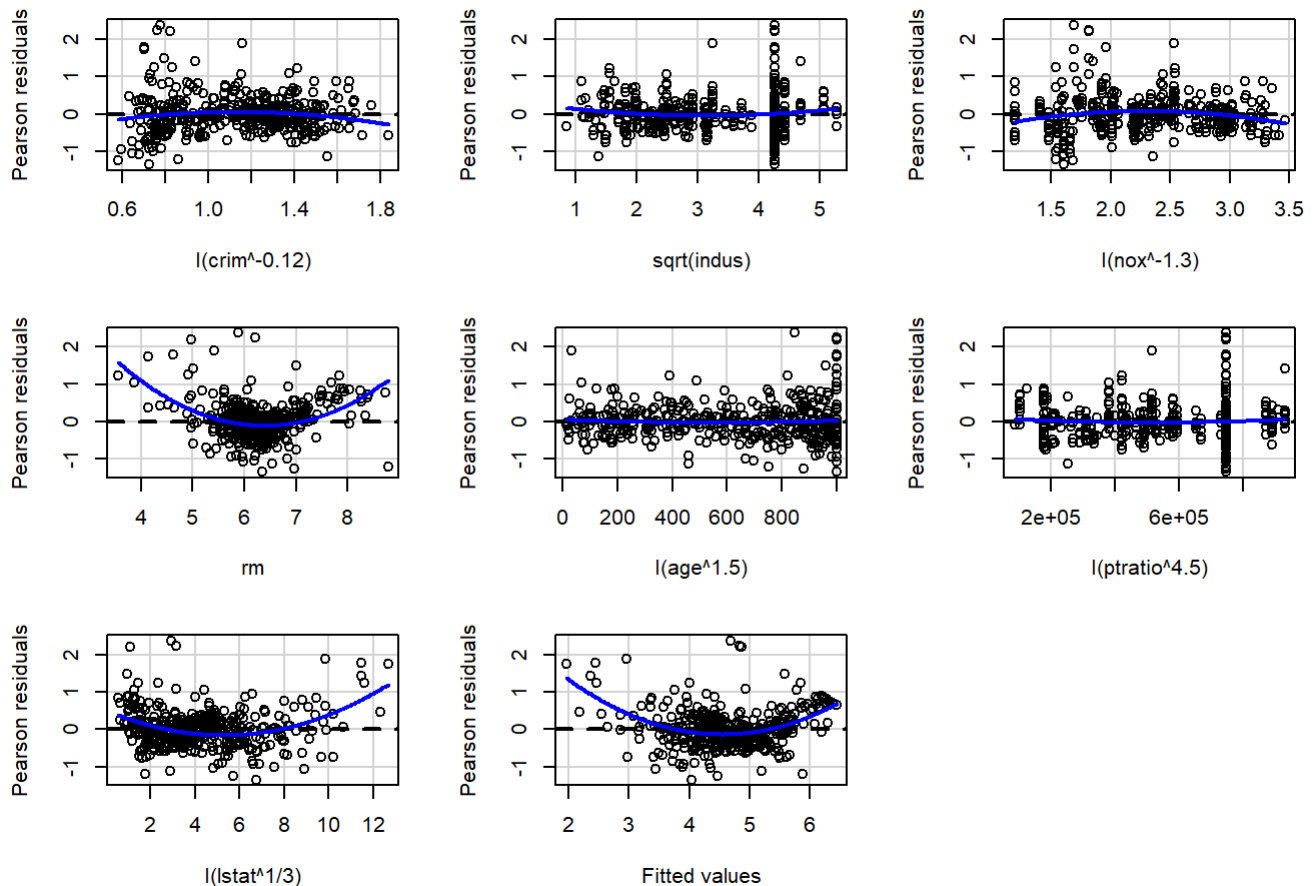 Pearson residuals
-1 0 1 2
0.6 1.0 1.4 1.8
I(crim^-0.12)
Pearson residuals
-1 0 1 2
1 2 3 4 5
sqrt(indus)
Pearson residuals
-1 0 1 2
1.5 2.0 2.5 3.0 3.5
I(nox^-1.3)
Pearson residuals
-1 0 1 2
4 5 6 7 8
rm
Pearson residuals
-1 0 1 2
0 200 400 600 800
I(age^1.5)
Pearson residuals
-1 0 1 2
2e+05 6e+05
I(ptratio^4.5)
Pearson residuals
-1 0 1 2
2 4 6 8 10 12
I(lstat^1/3)
Pearson residuals
-1 0 1 2
2 3 4 5 6
Fitted values